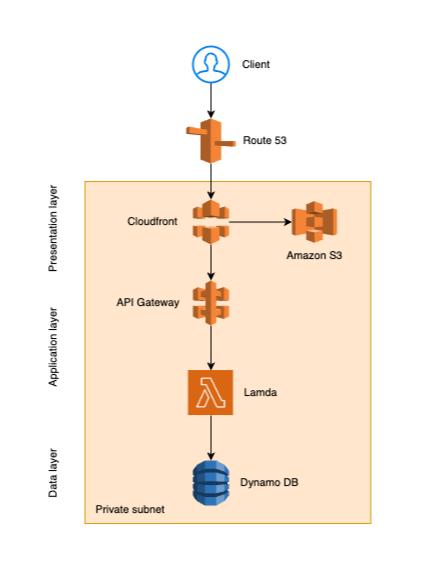 Client
Route 53
Presentation layer
Cloudfront
Amazon S3
API Gateway
Application layer
Lamda
Data layer
Dynamo DB
Private subnet